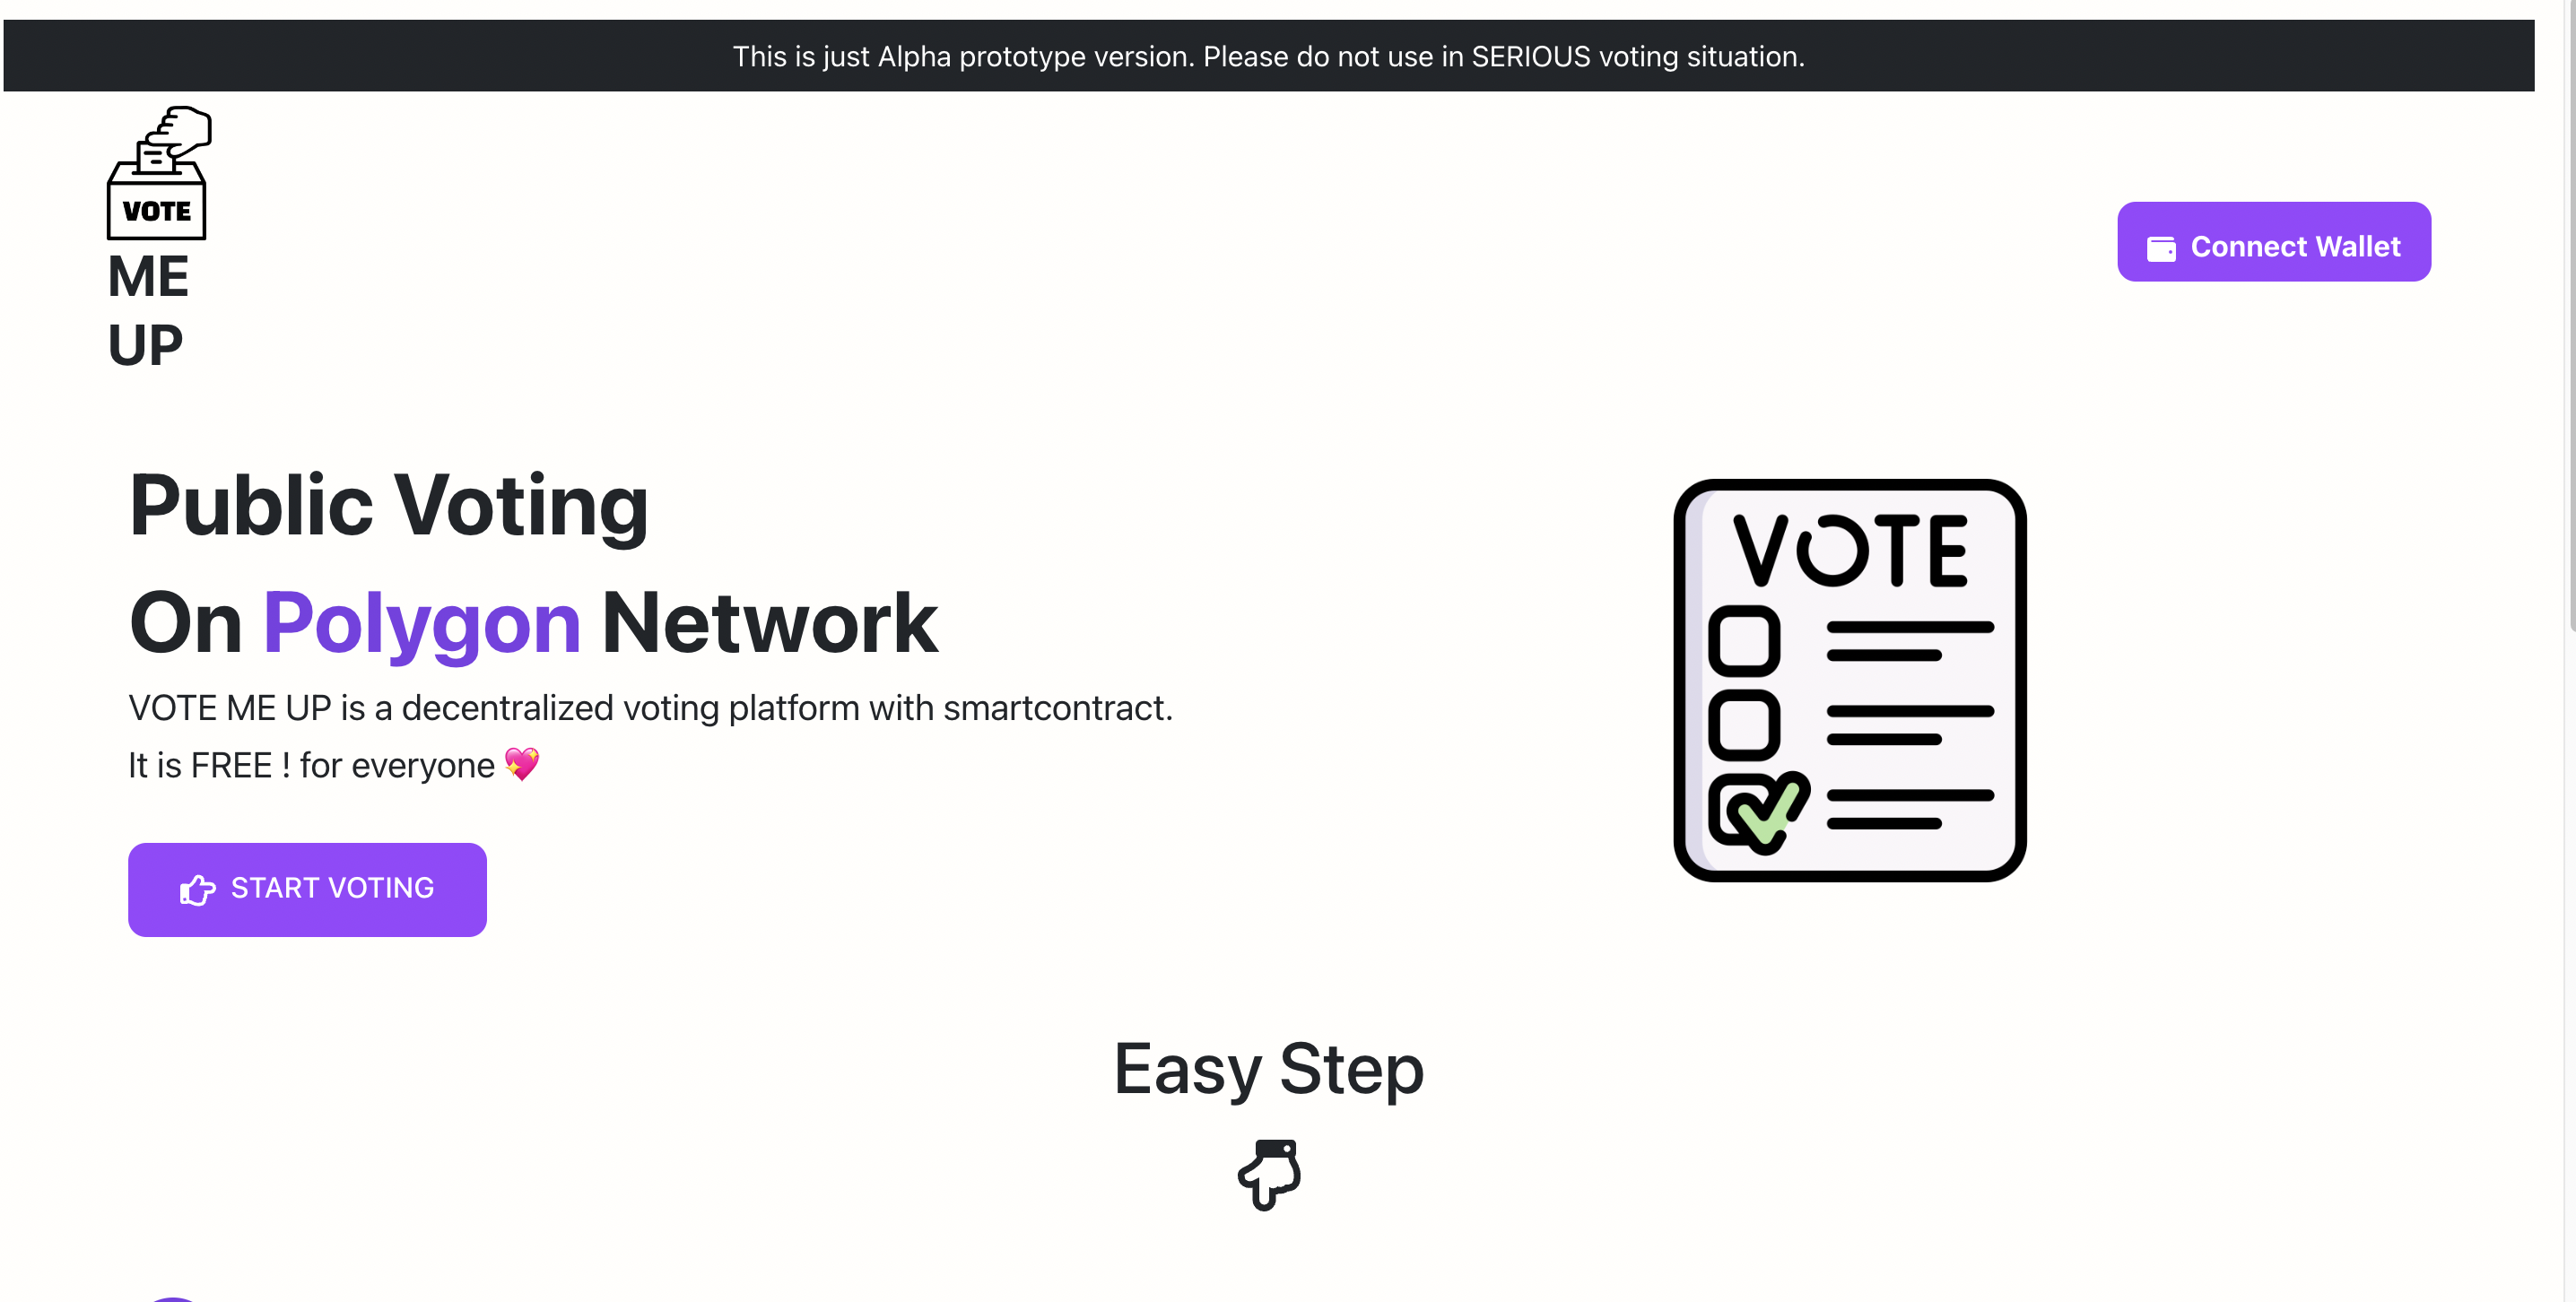 This is just Alpha prototype version. Please do not use in SERIOUS voting situation.
VOTE
ME
UP
Connect Wallet
Public Voting
On Polygon Network
VOTE ME UP is a decentralized voting platform with smartcontract.
It is FREE ! for everyone 💖
START VOTING
VOTE
Easy Step